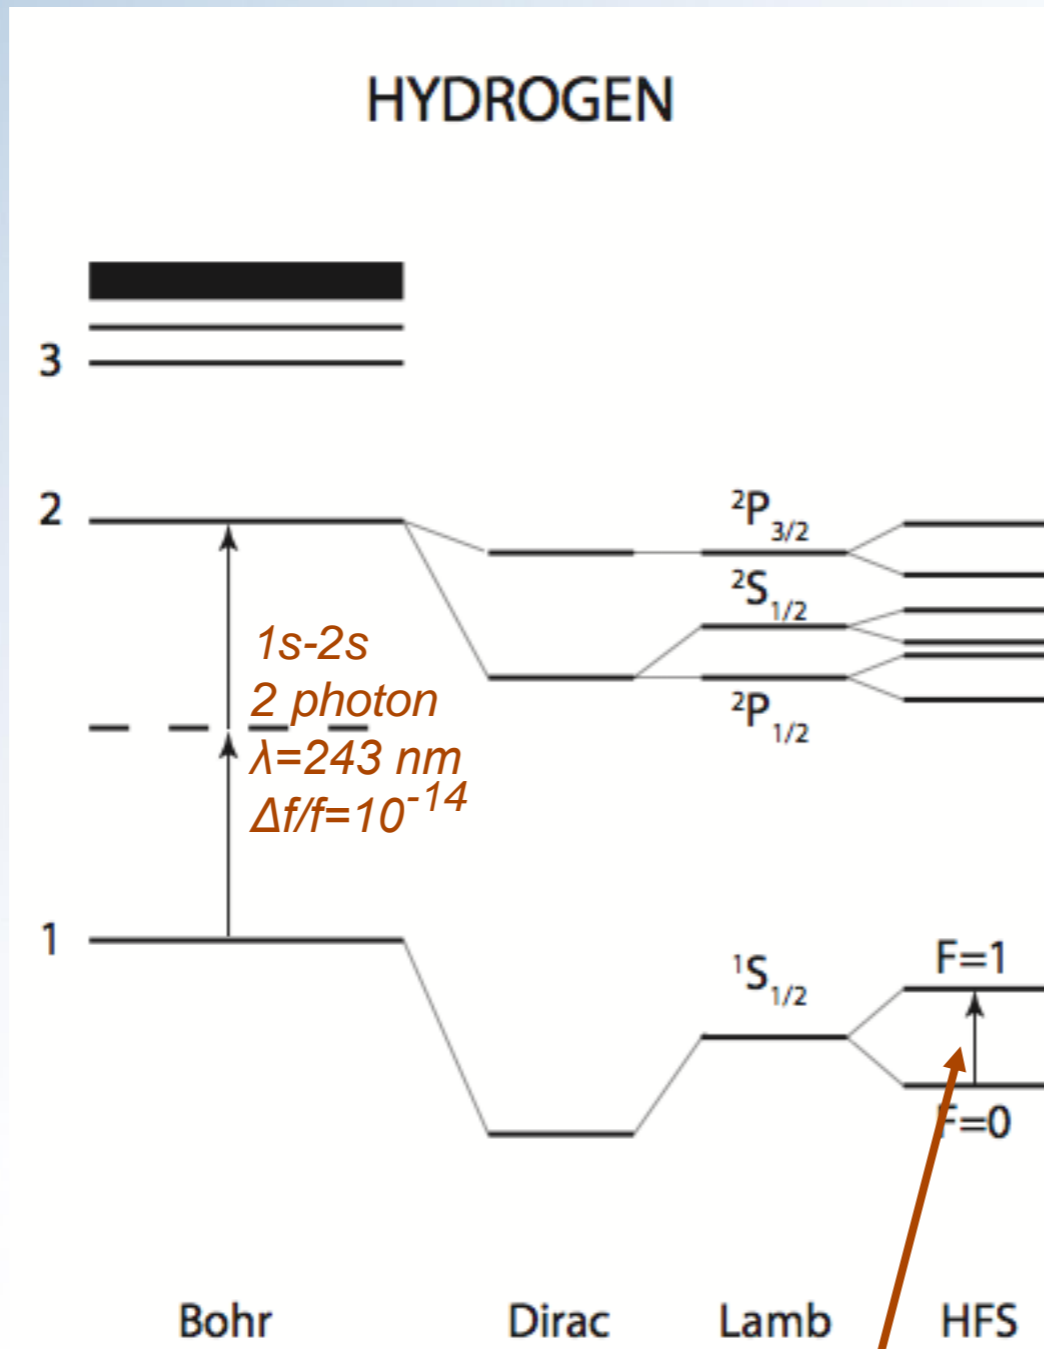 HYDROGEN
3
2
²P₃/₂
²S₁/₂
1s-2s
2 photon
²P₁/₂
λ=243 nm
Δf/f=10⁻¹⁴
1
¹S₁/₂
F=1
F=0
Bohr Dirac Lamb HFS